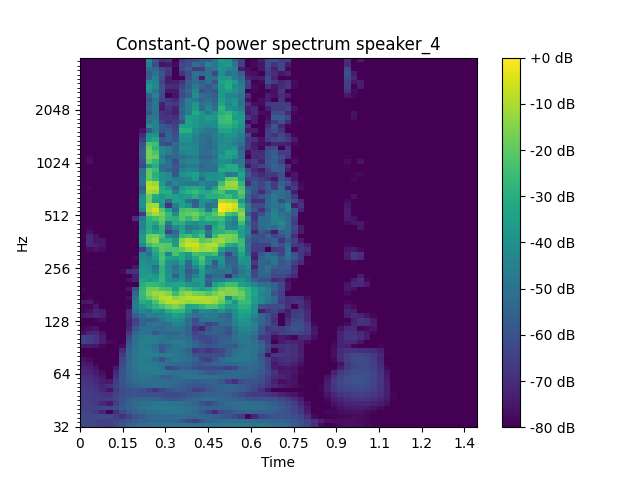 Constant-Q power spectrum speaker_4
Hz
2048
1024
512
256
128
64
32
0 0.15 0.3 0.45 0.6 0.75 0.9 1.1 1.2 1.4
Time
+0 dB
-10 dB
-20 dB
-30 dB
-40 dB
-50 dB
-60 dB
-70 dB
-80 dB